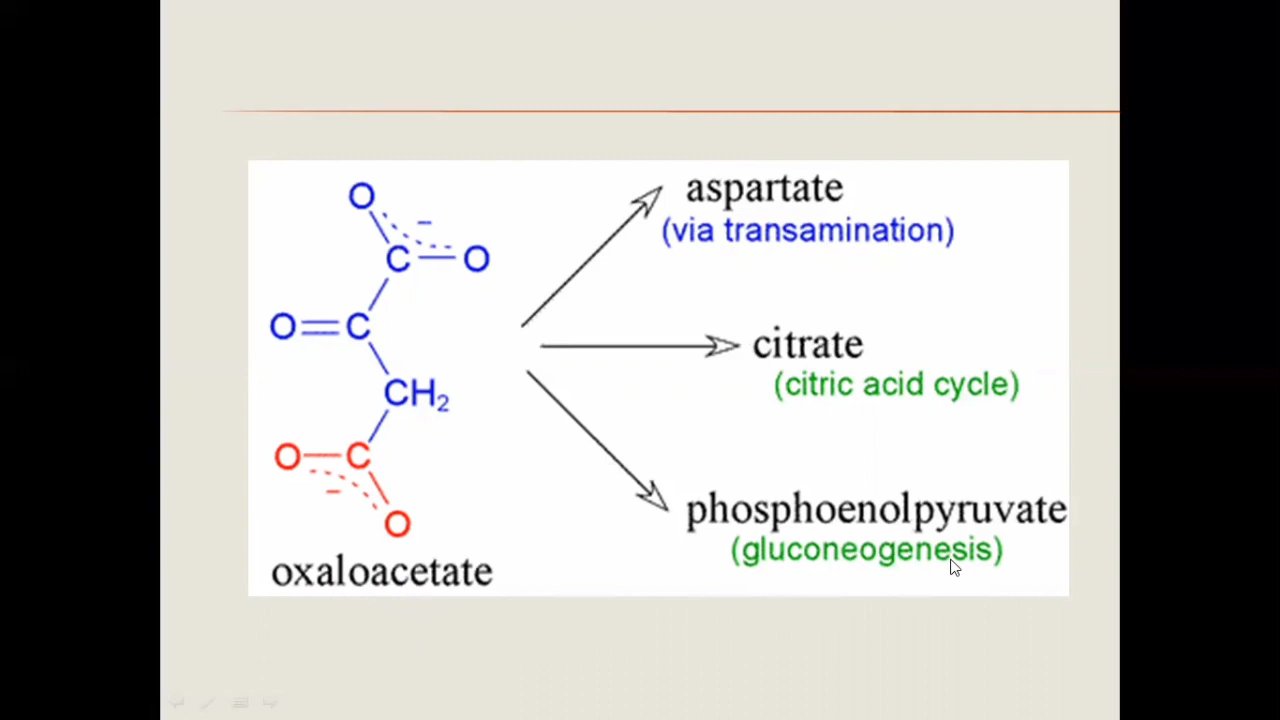 O
–
C – O
O = C
CH₂
O – C
–
O
oxaloacetate
aspartate
(via transamination)
citrate
(citric acid cycle)
phosphoenolpyruvate
(gluconeogenesis)